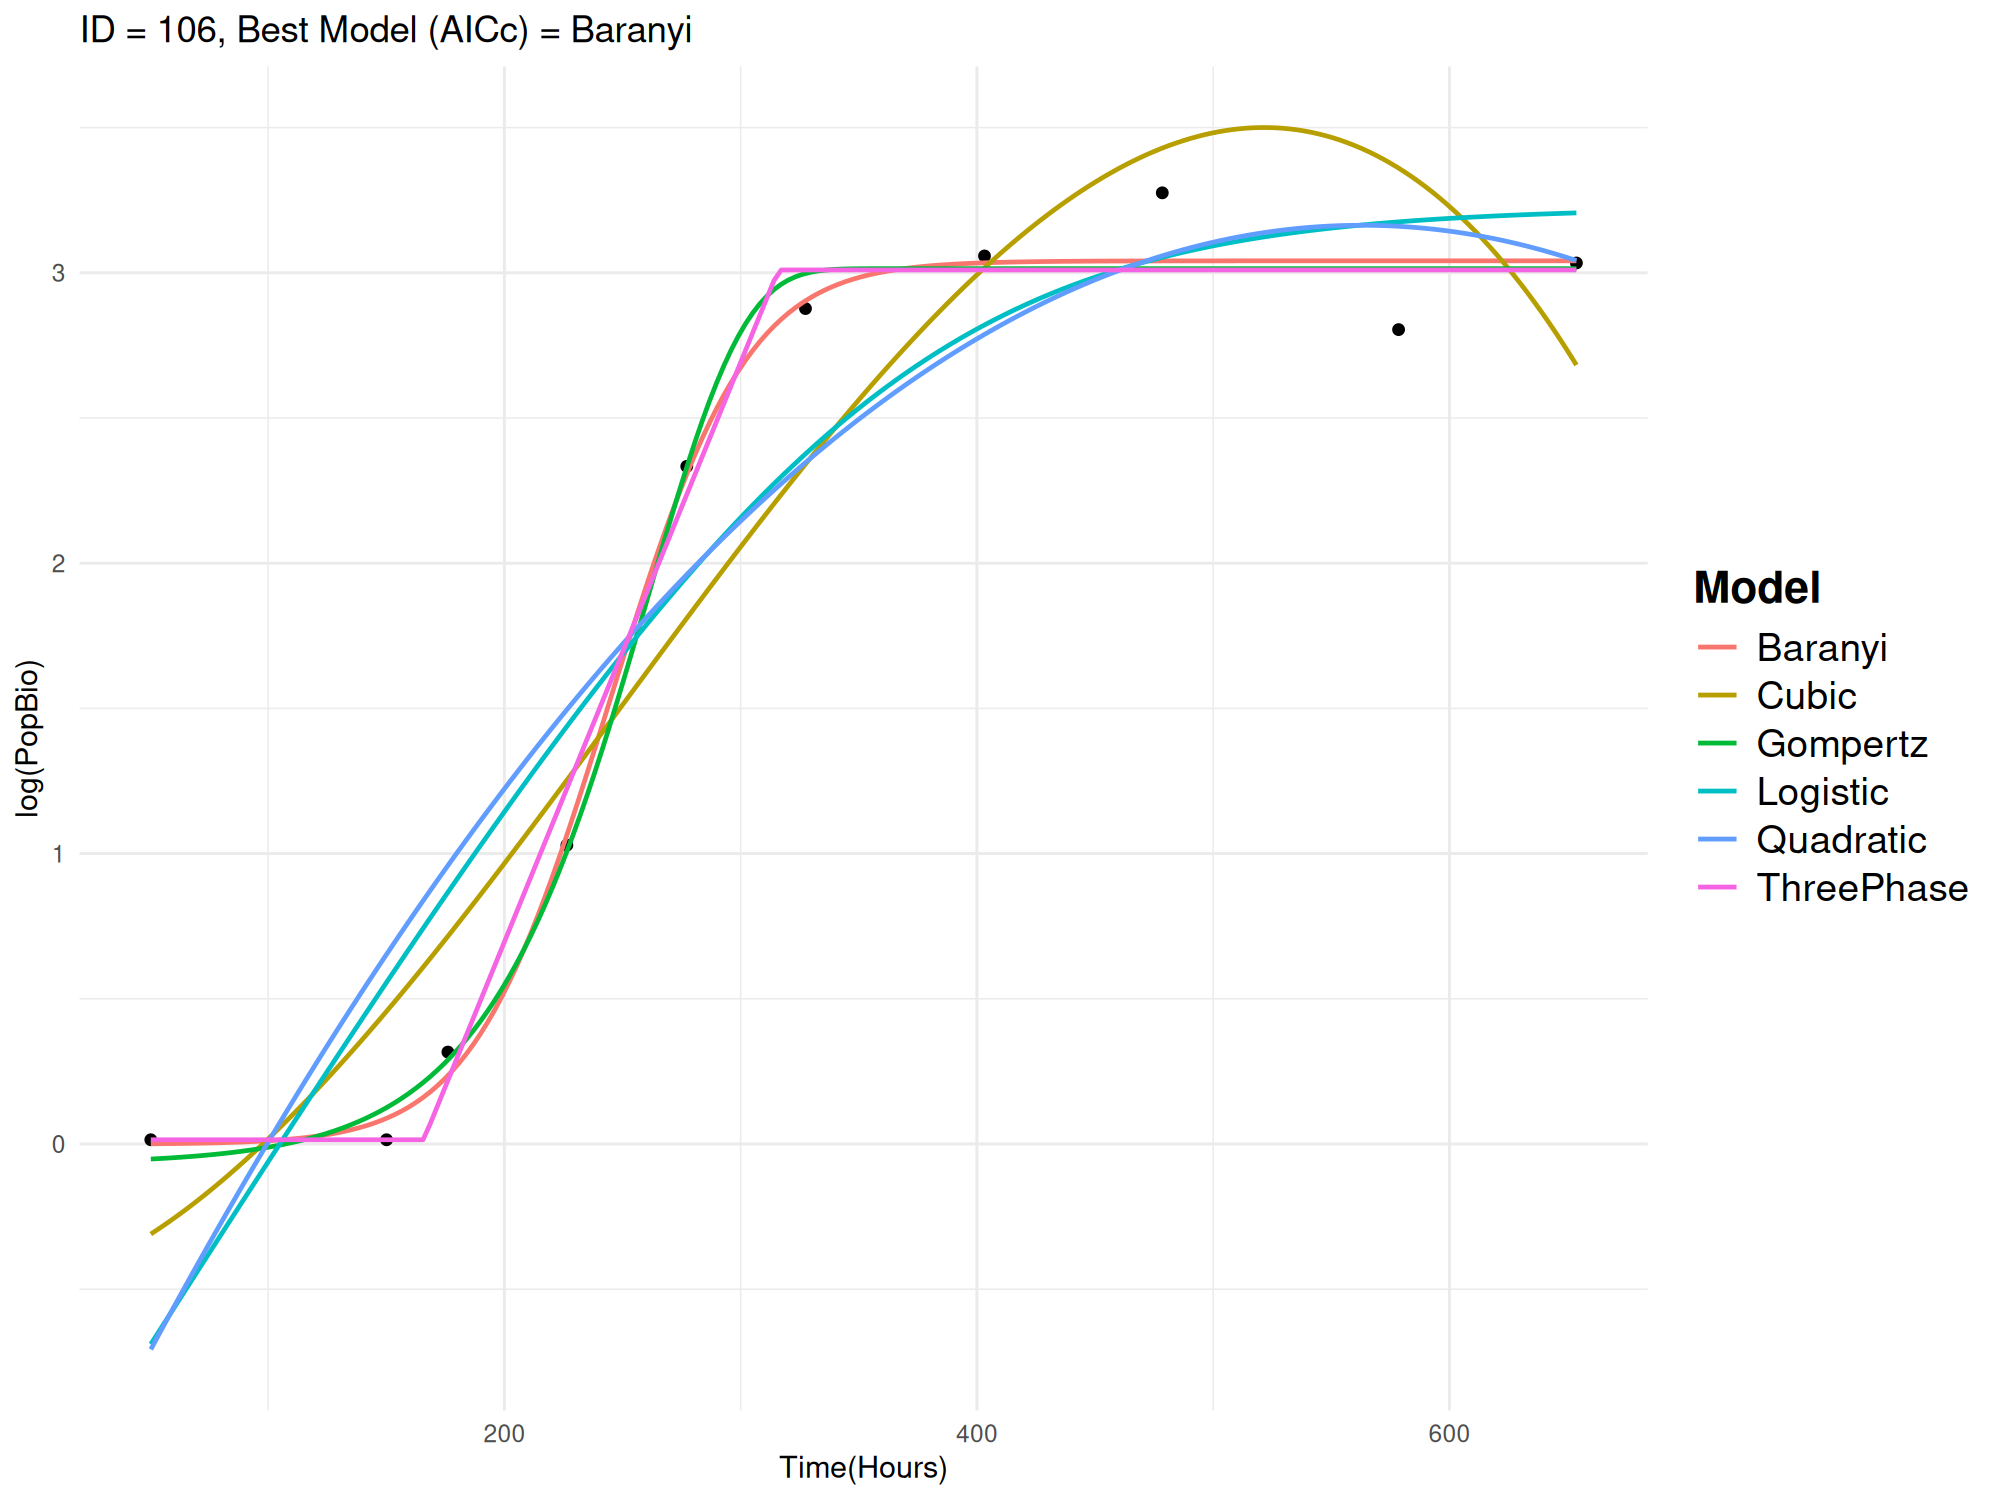 ID = 106, Best Model (AICc) = Baranyi
3
2
1
0
log(PopBio)
200
400
600
Time(Hours)
Model
Baranyi
Cubic
Gompertz
Logistic
Quadratic
ThreePhase